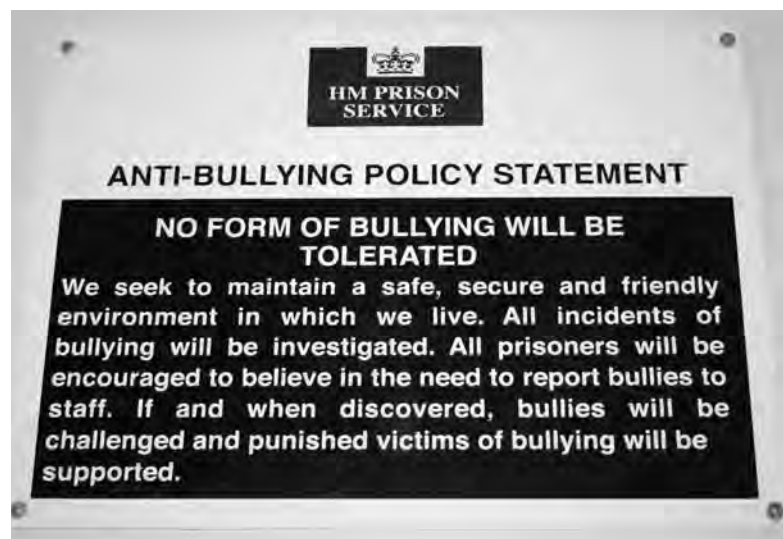 HM PRISON
SERVICE
ANTI-BULLYING POLICY STATEMENT
NO FORM OF BULLYING WILL BE
TOLERATED
We seek to maintain a safe, secure and friendly
environment in which we live. All incidents of
bullying will be investigated. All prisoners will be
encouraged to believe in the need to report bullies to
staff. If and when discovered, bullies will be
challenged and punished victims of bullying will be
supported.